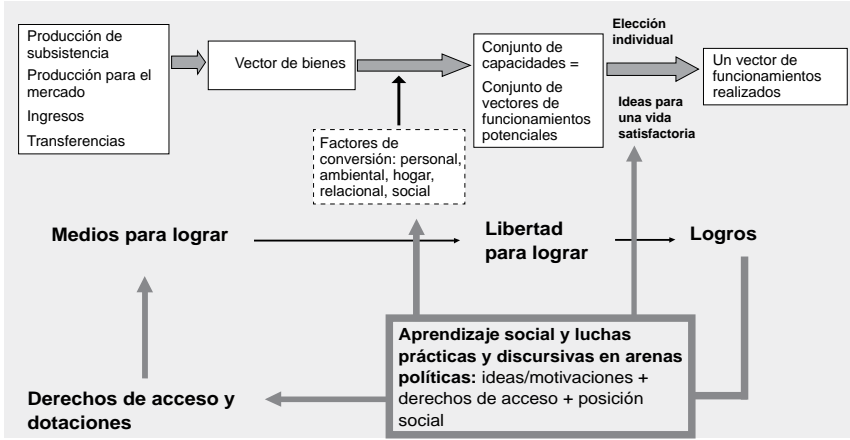 Producción de
subsistencia
Producción para el
mercado
Ingresos
Transferencias
Vector de bienes
Factores de
conversión: personal,
ambiental, hogar,
relacional, social
Conjunto de
capacidades =
Conjunto de
vectores de
funcionamientos
potenciales
Elección
individual
Ideas para
una vida
satisfactoria
Un vector de
funcionamientos
realizados
Medios para lograr
Libertad
para lograr
Logros
Aprendizaje social y luchas
prácticas y discursivas en arenas
políticas: ideas/motivaciones +
derechos de acceso + posición
social
Derechos de acceso y
dotaciones